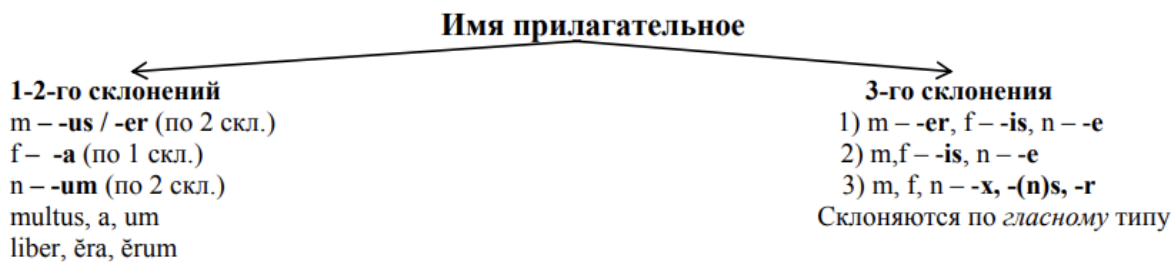 Имя прилагательное
1-2-го склонений
m – -us / -er (по 2 скл.)
f – -a (по 1 скл.)
n – -um (по 2 скл.)
multus, a, um
liber, ĕra, ĕrum
3-го склонения
1) m – -er, f – -is, n – -e
2) m,f – -is, n – -e
3) m, f, n – -x, -(n)s, -r
Склоняются по гласному типу